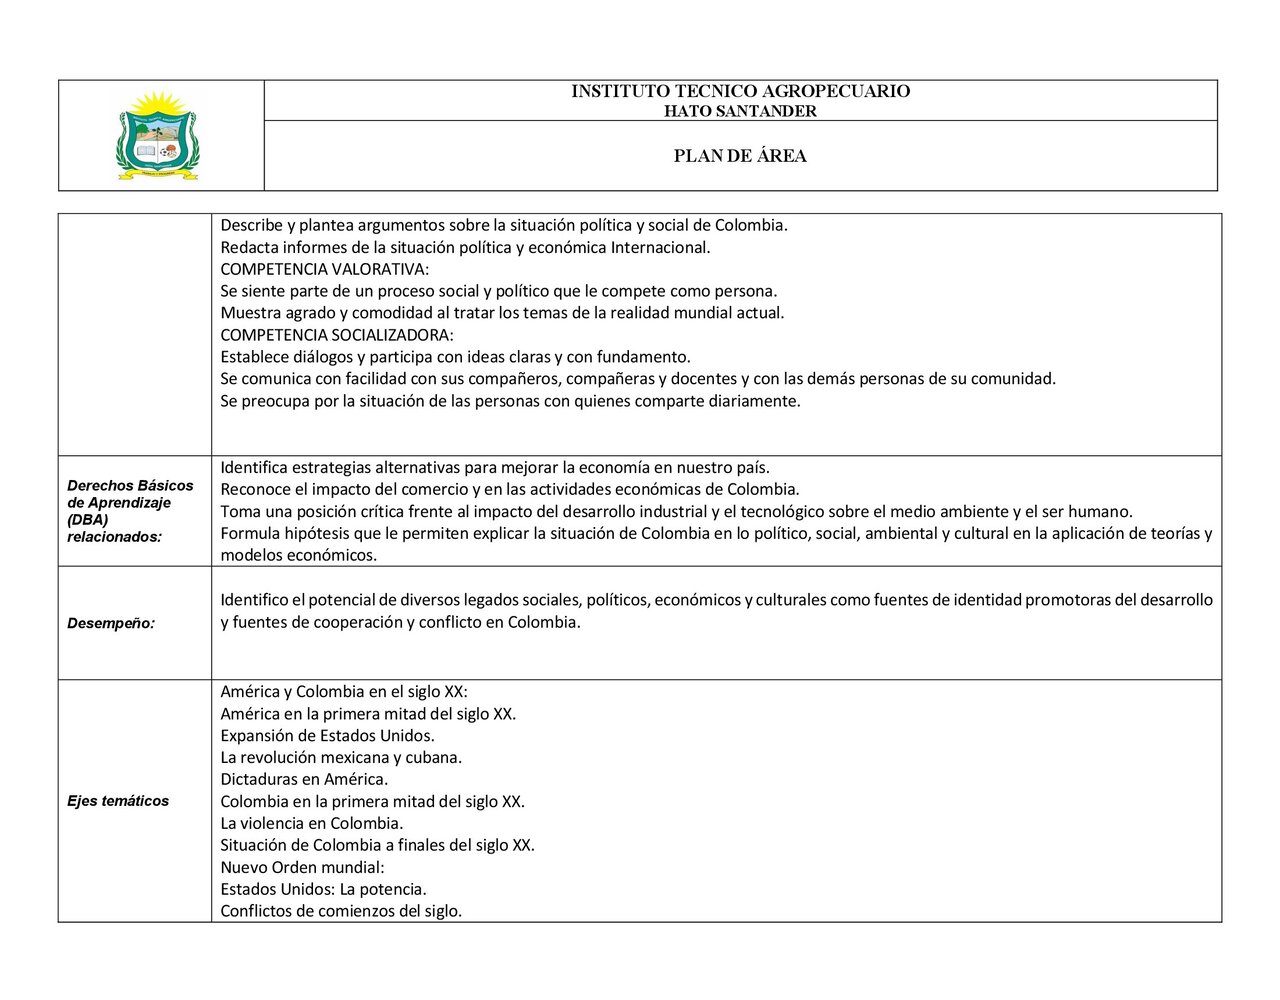 INSTITUTO TECNICO AGROPECUARIO
HATO SANTANDER
PLAN DE ÁREA
Describe y plantea argumentos sobre la situación política y social de Colombia.
Redacta informes de la situación política y económica Internacional.
COMPETENCIA VALORATIVA:
Se siente parte de un proceso social y político que le compete como persona.
Muestra agrado y comodidad al tratar los temas de la realidad mundial actual.
COMPETENCIA SOCIALIZADORA:
Establece diálogos y participa con ideas claras y con fundamento.
Se comunica con facilidad con sus compañeros, compañeras y docentes y con las demás personas de su comunidad.
Se preocupa por la situación de las personas con quienes comparte diariamente.
Derechos Básicos
de Aprendizaje
(DBA)
relacionados:
Identifica estrategias alternativas para mejorar la economía en nuestro país.
Reconoce el impacto del comercio y en las actividades económicas de Colombia.
Toma una posición crítica frente al impacto del desarrollo industrial y el tecnológico sobre el medio ambiente y el ser humano.
Formula hipótesis que le permiten explicar la situación de Colombia en lo político, social, ambiental y cultural en la aplicación de teorías y
modelos económicos.
Desempeño:
Identifico el potencial de diversos legados sociales, políticos, económicos y culturales como fuentes de identidad promotoras del desarrollo
y fuentes de cooperación y conflicto en Colombia.
Ejes temáticos
América y Colombia en el siglo XX:
América en la primera mitad del siglo XX.
Expansión de Estados Unidos.
La revolución mexicana y cubana.
Dictaduras en América.
Colombia en la primera mitad del siglo XX.
La violencia en Colombia.
Situación de Colombia a finales del siglo XX.
Nuevo Orden mundial:
Estados Unidos: La potencia.
Conflictos de comienzos del siglo.